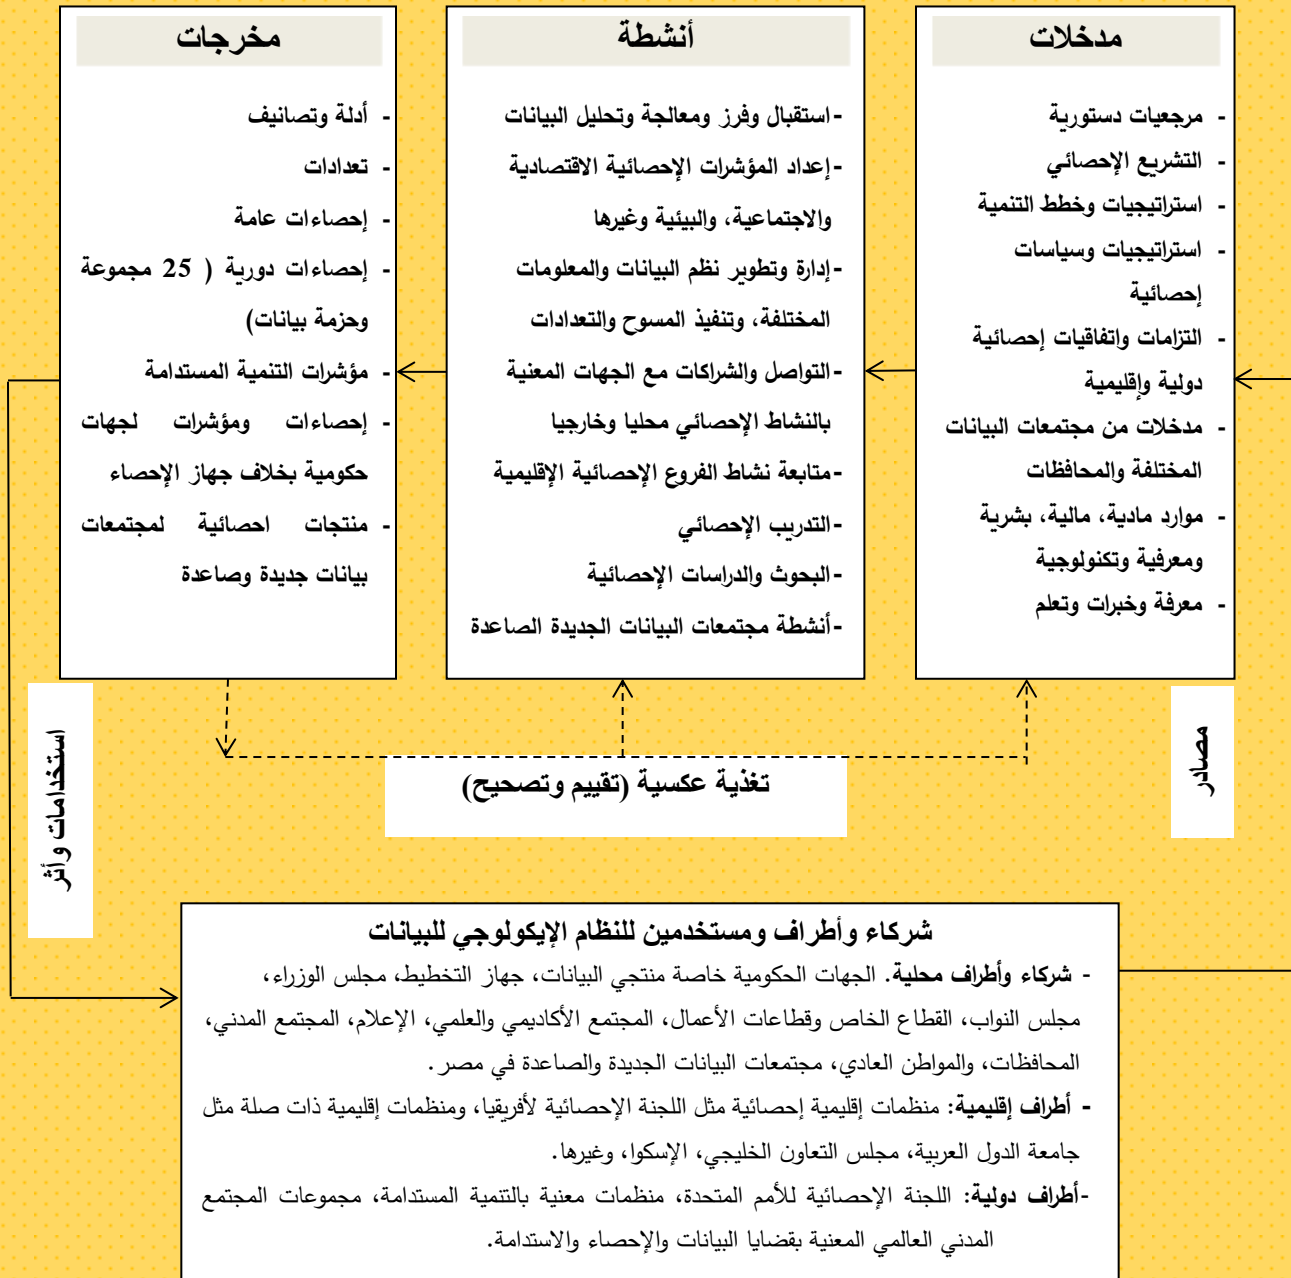 مدخلات
- مرجعيات دستورية
- التشريع الإحصائي
- استراتيجيات وخطط التنمية
- استراتيجيات وسياسات
إحصائية
- التزامات واتفاقيات إحصائية
دولية وإقليمية
- مدخلات من مجتمعات البيانات
المختلفة والمحافظات
- موارد مادية، مالية، بشرية
ومعرفية وتكنولوجية
- معرفة وخبرات وتعلم
أنشطة
-استقبال وفرز ومعالجة وتحليل البيانات
-إعداد المؤشرات الإحصائية الاقتصادية
والاجتماعية، والبيئية وغيرها
-إدارة وتطوير نظم البيانات والمعلومات
المختلفة، وتنفيذ المسوح والتعدادات
-التواصل والشراكات مع الجهات المعنية
بالنشاط الإحصائي محليا وخارجيا
-متابعة نشاط الفروع الإحصائية الإقليمية
-التدريب الإحصائي
-البحوث والدراسات الإحصائية
-أنشطة مجتمعات البيانات الجديدة الصاعدة
مخرجات
- أدلة وتصانيف
- تعدادات
- إحصاءات عامة
- إحصاءات دورية ( 25 مجموعة
وحزمة بيانات)
- مؤشرات التنمية المستدامة
- إحصاءات ومؤشرات لجهات
حكومية بخلاف جهاز الإحصاء
- منتجات احصائية لمجتمعات
بيانات جديدة وصاعدة
مصادر
تغذية عكسية (تقييم وتصحيح)
استخدامات وأثر
شركاء وأطراف ومستخدمين للنظام الإيكولوجي للبيانات
- شركاء وأطراف محلية. الجهات الحكومية خاصة منتجي البيانات، جهاز التخطيط، مجلس الوزراء،
مجلس النواب، القطاع الخاص وقطاعات الأعمال، المجتمع الأكاديمي والعلمي، الإعلام، المجتمع المدني،
المحافظات، والمواطن العادي، مجتمعات البيانات الجديدة والصاعدة في مصر.
- أطراف إقليمية: منظمات إقليمية إحصائية مثل اللجنة الإحصائية لأفريقيا، ومنظمات إقليمية ذات صلة مثل
جامعة الدول العربية، مجلس التعاون الخليجي، الإسكوا، وغيرها.
-أطراف دولية: اللجنة الإحصائية للأمم المتحدة، منظمات معنية بالتنمية المستدامة، مجموعات المجتمع
المدني العالمي المعنية بقضايا البيانات والإحصاء والاستدامة.